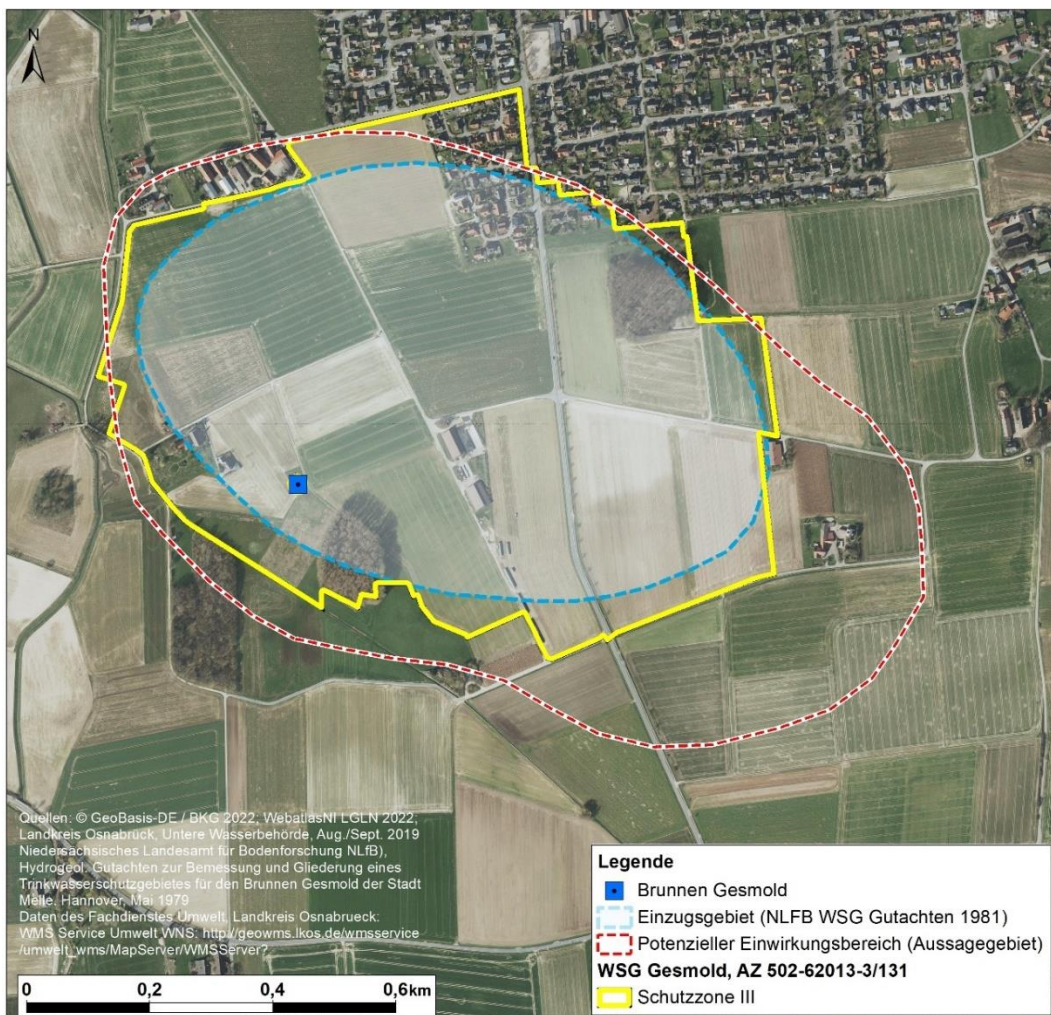 N
Quellen: © GeoBasis-DE / BKG 2022, WebatlasNI LGLN 2022,
Landkreis Osnabrück, Untere Wasserbehörde, Aug./Sept. 2019
Niedersächsisches Landesamt für Bodenforschung NLfB),
Hydrogeol. Gutachten zur Bemessung und Gliederung eines
Trinkwasserschutzgebietes für den Brunnen Gesmold der Stadt
Melle. Hannover, Mai 1979
Daten des Fachdienstes Umwelt, Landkreis Osnabrueck:
WMS Service Umwelt WNS: http://geowms.lkos.de/wmsservice
/umwelt_wms/MapServer/WMSServer?
0 0,2 0,4 0,6 km
Legende
Brunnen Gesmold
Einzugsgebiet (NLFB WSG Gutachten 1981)
Potenzieller Einwirkungsbereich (Aussagegebiet)
WSG Gesmold, AZ 502-62013-3/131
Schutzzone III